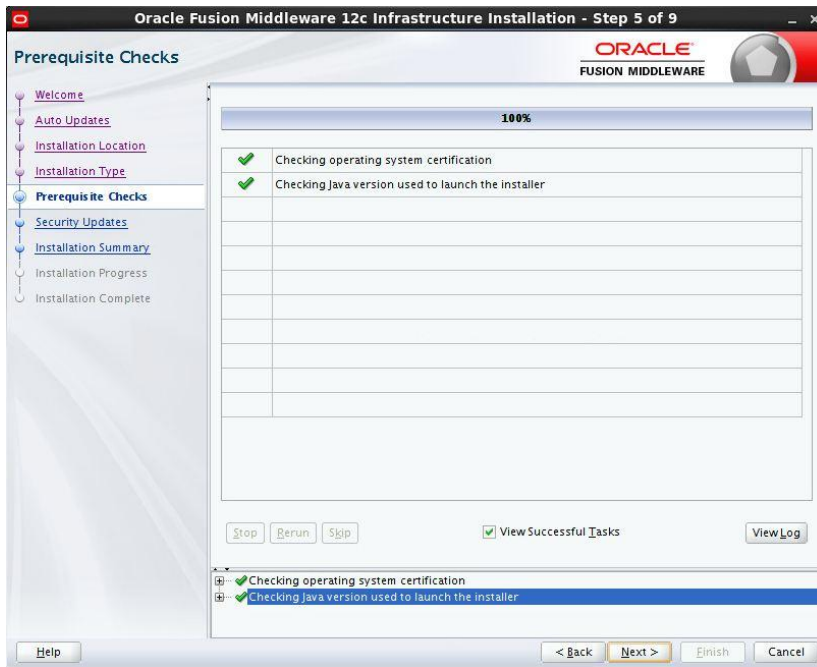 Oracle Fusion Middleware 12c Infrastructure Installation - Step 5 of 9
Prerequisite Checks
ORACLE
FUSION MIDDLEWARE
Welcome
Auto Updates
Installation Location
Installation Type
Prerequisite Checks
Security Updates
Installation Summary
Installation Progress
Installation Complete
100%
Checking operating system certification
Checking Java version used to launch the installer
Stop
Rerun
Skip
View Successful Tasks
View Log
Checking operating system certification
Checking Java version used to launch the installer
Help
< Back
Next >
Finish
Cancel